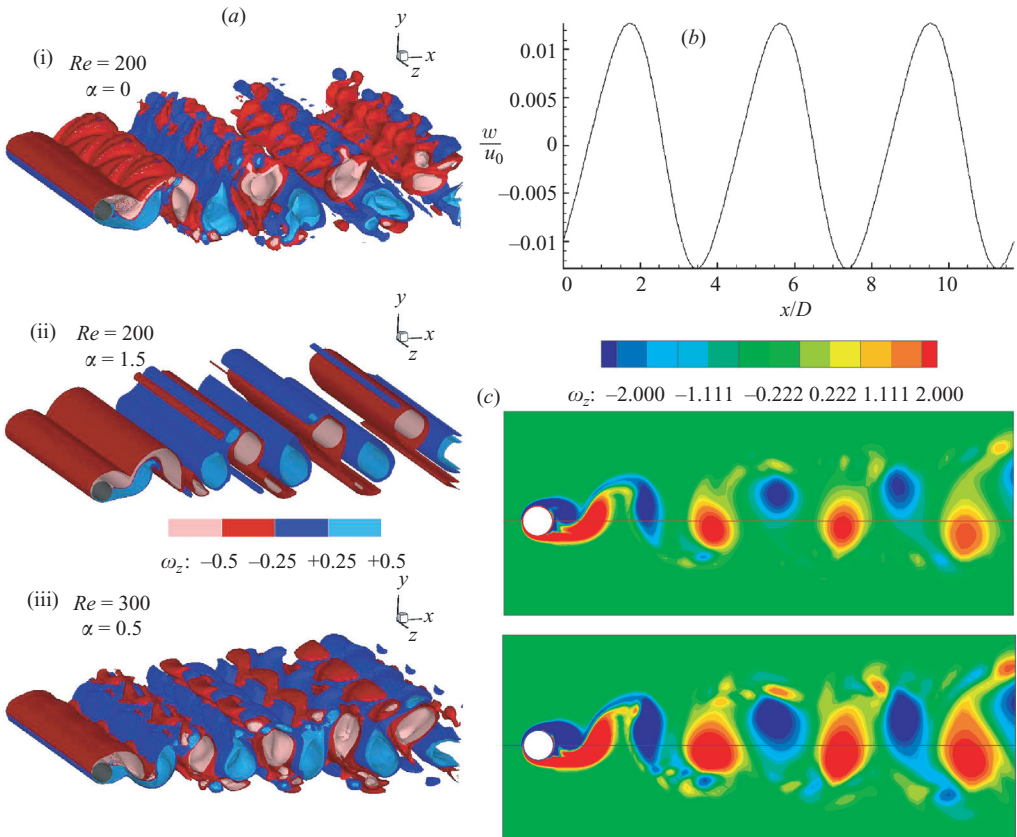 (a)
(i)
Re = 200
α = 0
y
x
z
(ii)
Re = 200
α = 1.5
y
x
z
ωz: −0.5 −0.25 +0.25 +0.5
(iii)
Re = 300
α = 0.5
y
x
z
(b)
0.01
0.005
w/u0
0
−0.005
−0.01
0 2 4 6 8 10
x/D
ωz: −2.000 −1.111 −0.222 0.222 1.111 2.000
(c)